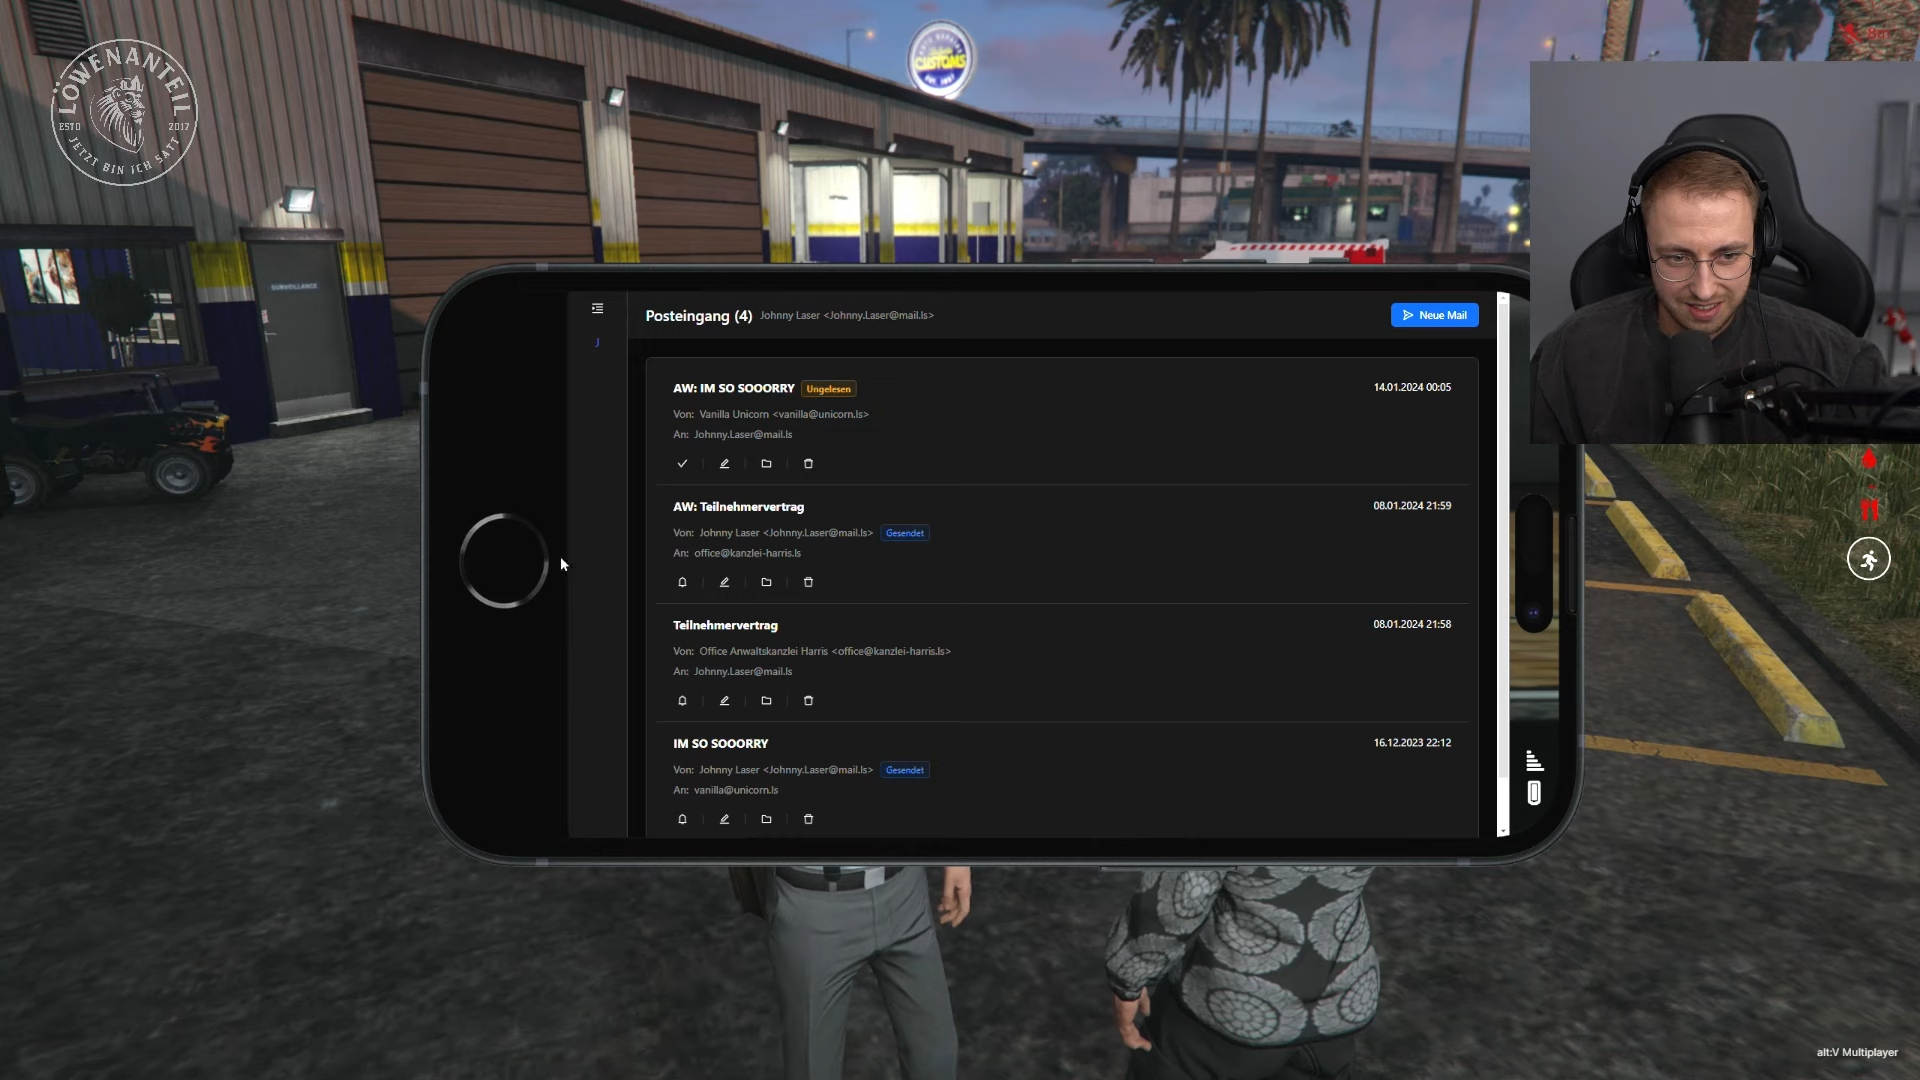 LÖWENANTEIL
ESTD 2017
JETZT BIN ICH SATT
AUTO REPAIRS
CUSTOMS
SURVEILLANCE
Posteingang (4) Johnny Laser <Johnny.Laser@mail.ls>
Neue Mail
J
AW: IM SO SOOORRY Ungelesen
14.01.2024 00:05
Von: Vanilla Unicorn <vanilla@unicorn.ls>
An: Johnny.Laser@mail.ls
AW: Teilnehmervertrag
08.01.2024 21:59
Von: Johnny Laser <Johnny.Laser@mail.ls> Gesendet
An: office@kanzlei-harris.ls
Teilnehmervertrag
08.01.2024 21:58
Von: Office Anwaltskanzlei Harris <office@kanzlei-harris.ls>
An: Johnny.Laser@mail.ls
IM SO SOOORRY
16.12.2023 22:12
Von: Johnny Laser <Johnny.Laser@mail.ls> Gesendet
An: vanilla@unicorn.ls
alt:V Multiplayer